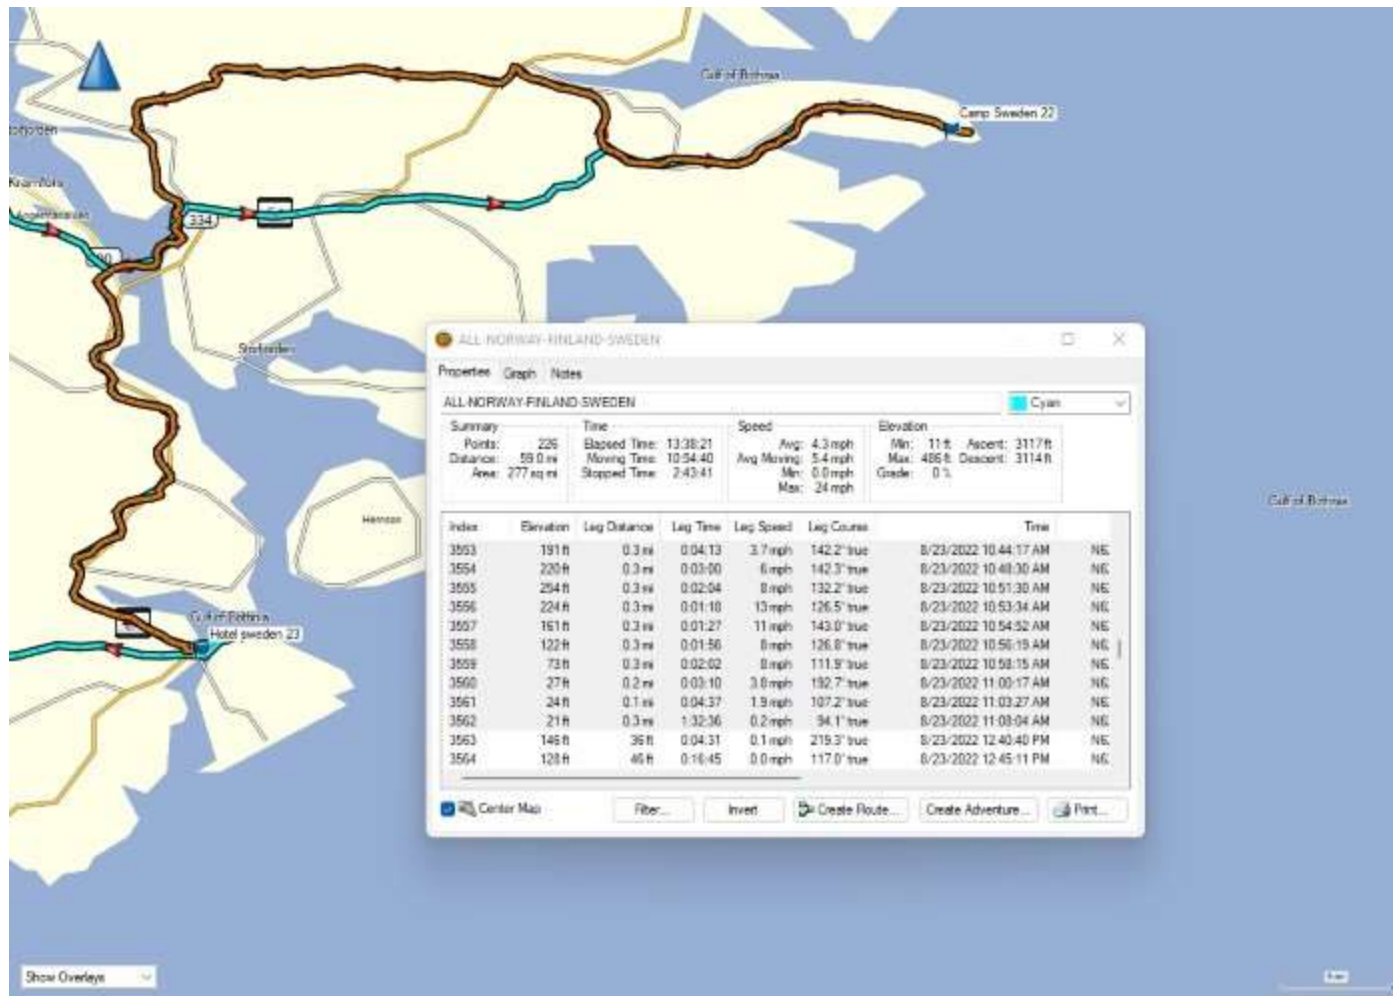 Gulf of Bothnia
Camp Sweden 22
334
Storfjorden
Hemson
Gulf of Bothnia
Gulf of Bothnia
Hotel sweden 23
ALL-NORWAY-FINLAND-SWEDEN
Properties Graph Notes
ALL-NORWAY-FINLAND-SWEDEN Cyan
Summary Time Speed Elevation
Points: 226 Elapsed Time: 13:38:21 Avg: 4.3 mph Min: 11 ft Ascent: 3117 ft
Distance: 59.0 mi Moving Time: 10:54:40 Avg Moving: 5.4 mph Max: 486 ft Descent: 3114 ft
Area: 277 sq mi Stopped Time: 2:43:41 Min: 0.0 mph Grade: 0 %
Max: 24 mph
Index Elevation Leg Distance Leg Time Leg Speed Leg Course Time
3553 191 ft 0.3 mi 0:04:13 3.7 mph 142.2° true 8/23/2022 10:44:17 AM N6
3554 220 ft 0.3 mi 0:03:00 6 mph 142.3° true 8/23/2022 10:48:30 AM N6
3555 254 ft 0.3 mi 0:02:04 8 mph 132.2° true 8/23/2022 10:51:30 AM N6
3556 224 ft 0.3 mi 0:01:18 13 mph 126.5° true 8/23/2022 10:53:34 AM N6
3557 161 ft 0.3 mi 0:01:27 11 mph 143.0° true 8/23/2022 10:54:52 AM N6
3558 122 ft 0.3 mi 0:01:56 8 mph 126.8° true 8/23/2022 10:56:19 AM N6
3559 73 ft 0.3 mi 0:02:02 8 mph 111.9° true 8/23/2022 10:58:15 AM N6
3560 27 ft 0.2 mi 0:03:10 3.8 mph 192.7° true 8/23/2022 11:00:17 AM N6
3561 24 ft 0.1 mi 0:04:37 1.9 mph 107.2° true 8/23/2022 11:03:27 AM N6
3562 21 ft 0.3 mi 1:32:36 0.2 mph 94.1° true 8/23/2022 11:08:04 AM N6
3563 146 ft 36 ft 0:04:31 0.1 mph 219.3° true 8/23/2022 12:40:40 PM N6
3564 128 ft 46 ft 0:16:45 0.0 mph 117.0° true 8/23/2022 12:45:11 PM N6
Center Map Filter... Invert Create Route... Create Adventure... Print...
Show Overlays